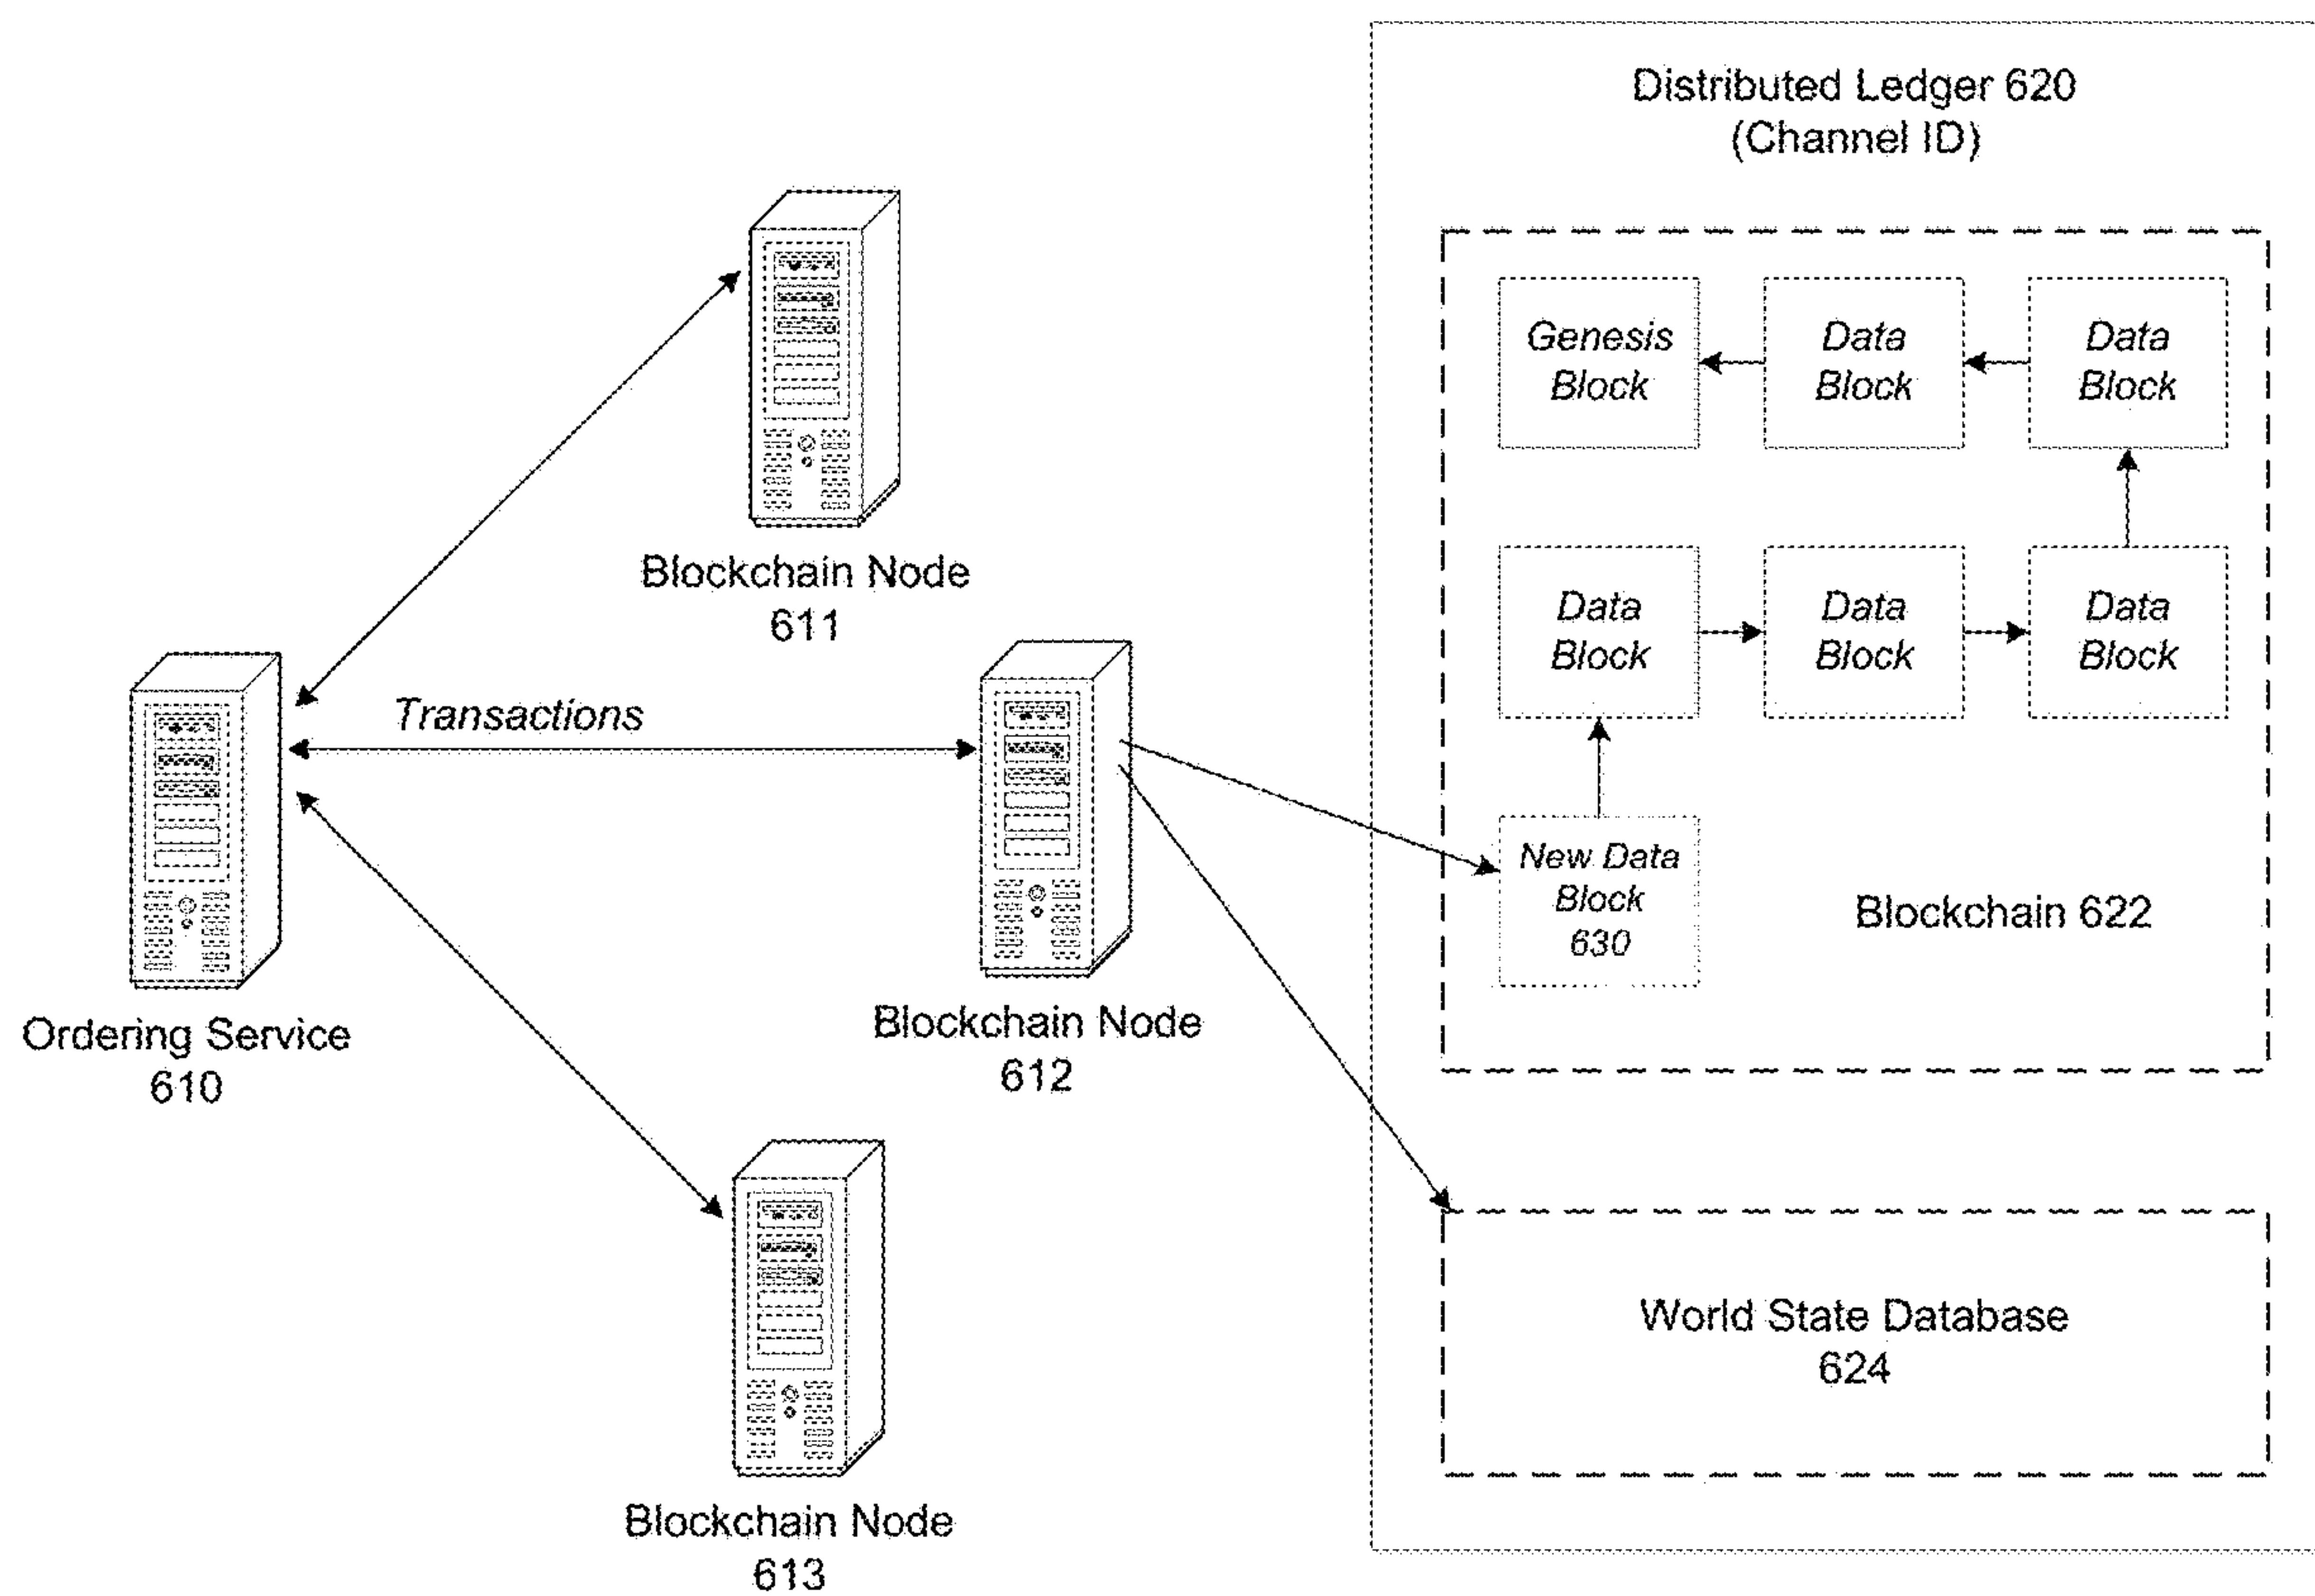 Distributed Ledger 620
(Channel ID)
Genesis
Block
Data
Block
Data
Block
Blockchain Node
611
Data
Block
Data
Block
Data
Block
Transactions
New Data
Block
630
Blockchain 622
Ordering Service
610
Blockchain Node
612
World State Database
624
Blockchain Node
613